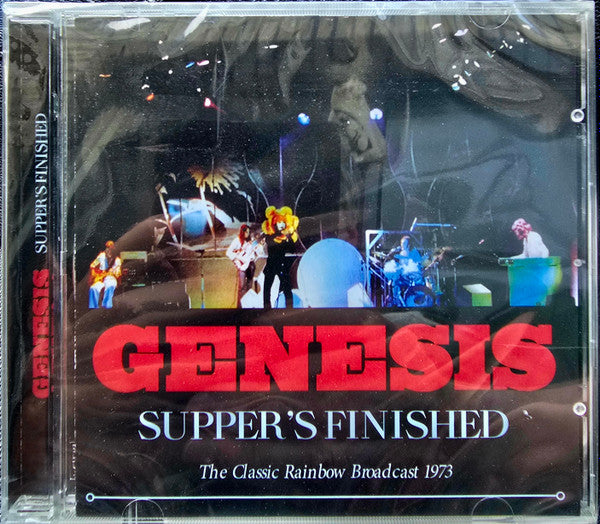 GENESIS SUPPER'S FINISHED
GENESIS
SUPPER'S FINISHED
The Classic Rainbow Broadcast 1973